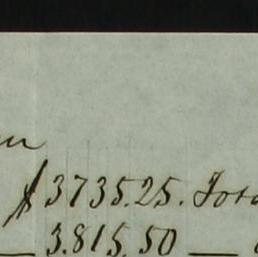 $3735.25. Tota
— 3.815,50 —